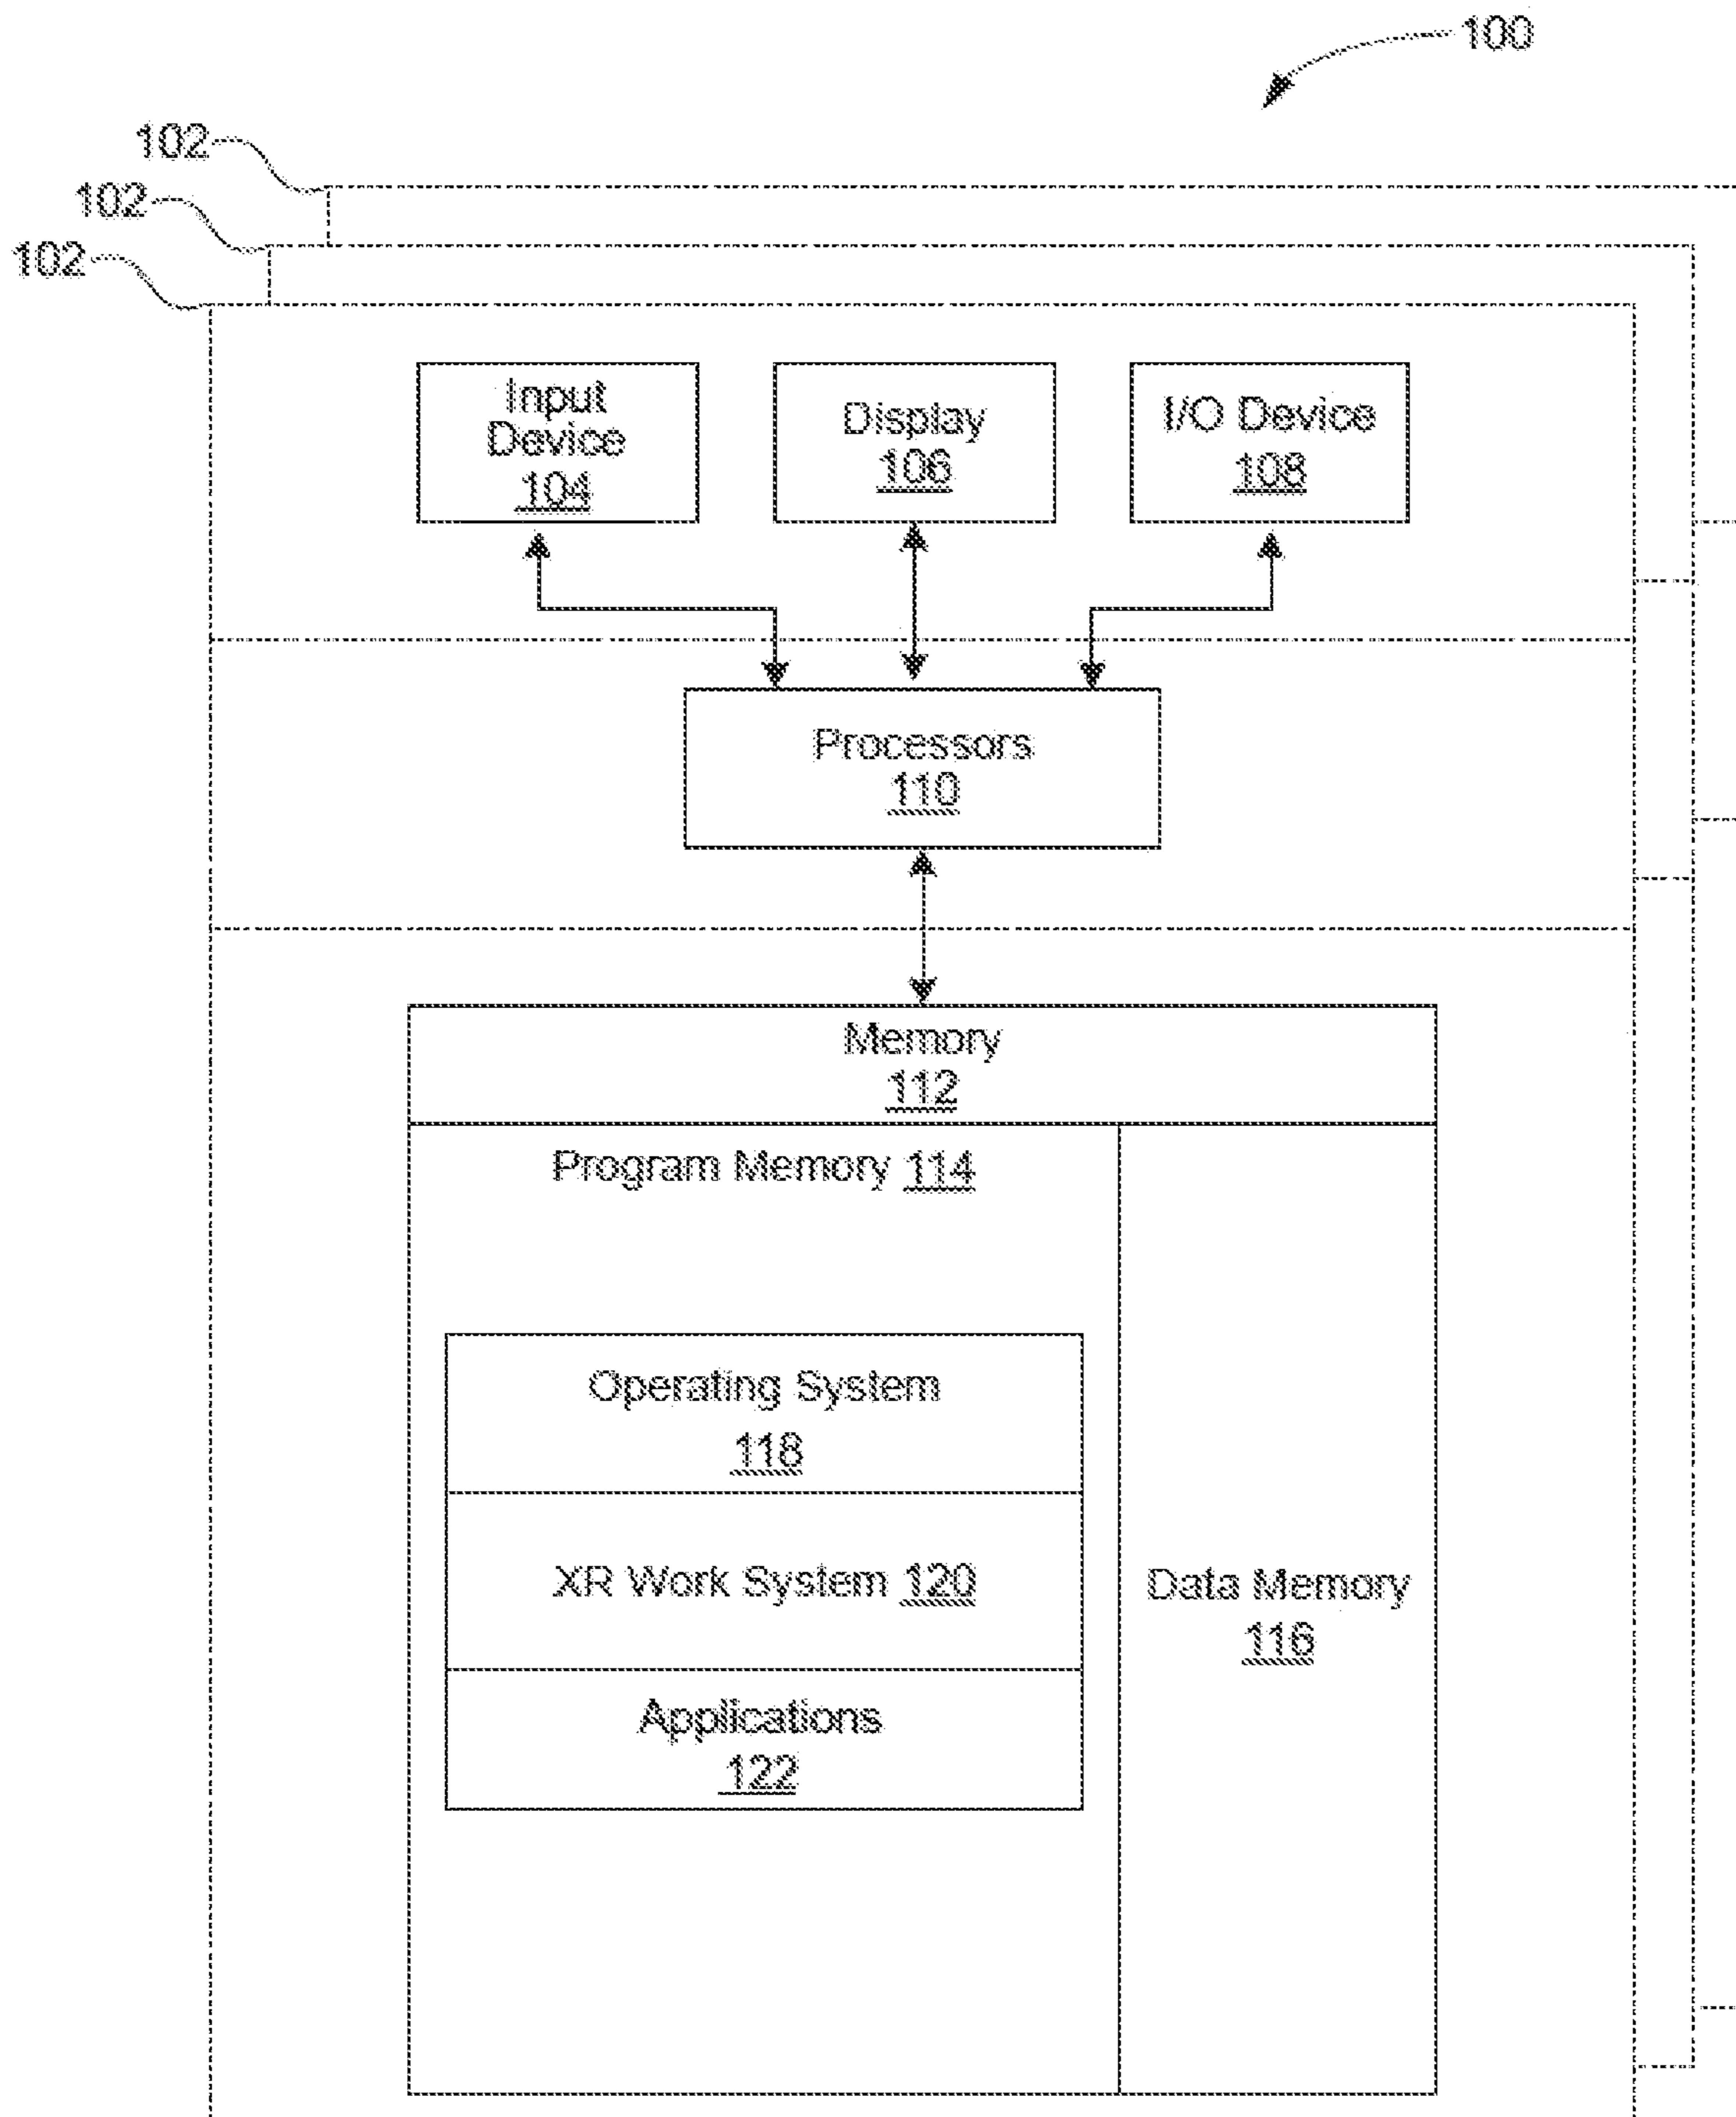 100
102
102
102
Input
Device
104
Display
106
I/O Device
108
Processors
110
Memory
112
Program Memory 114
Operating System
118
XR Work System 120
Applications
122
Data Memory
116